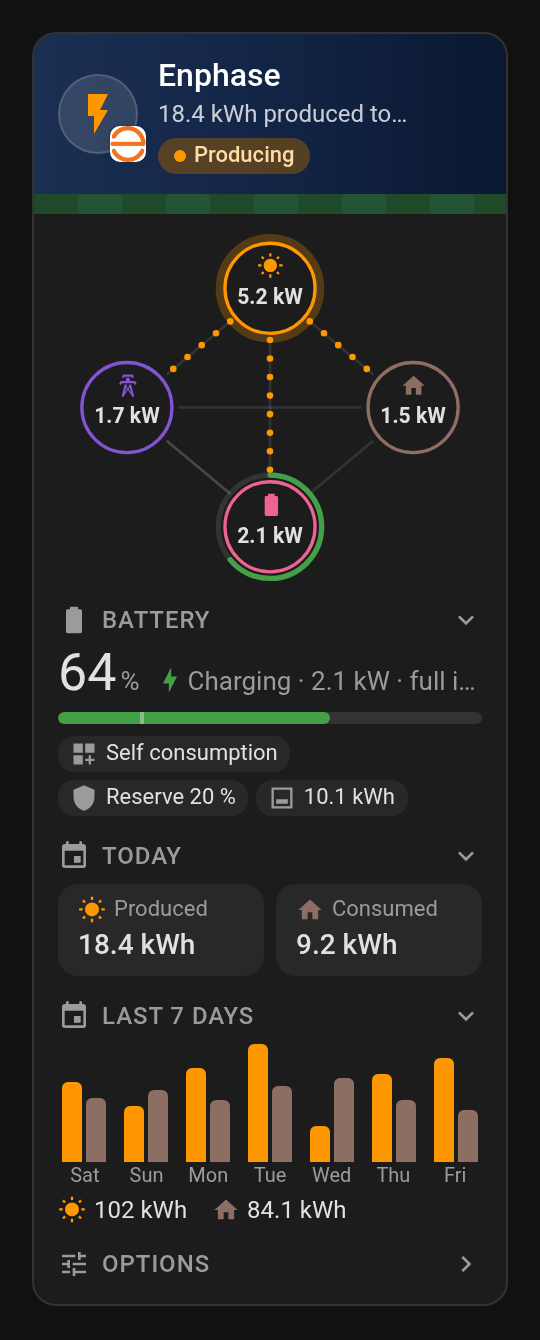 Enphase
18.4 kWh produced to…
Producing
5.2 kW
1.7 kW
1.5 kW
2.1 kW
BATTERY
64 % Charging · 2.1 kW · full i…
Self consumption
Reserve 20 % 10.1 kWh
TODAY
Produced Consumed
18.4 kWh 9.2 kWh
LAST 7 DAYS
Sat Sun Mon Tue Wed Thu Fri
102 kWh 84.1 kWh
OPTIONS